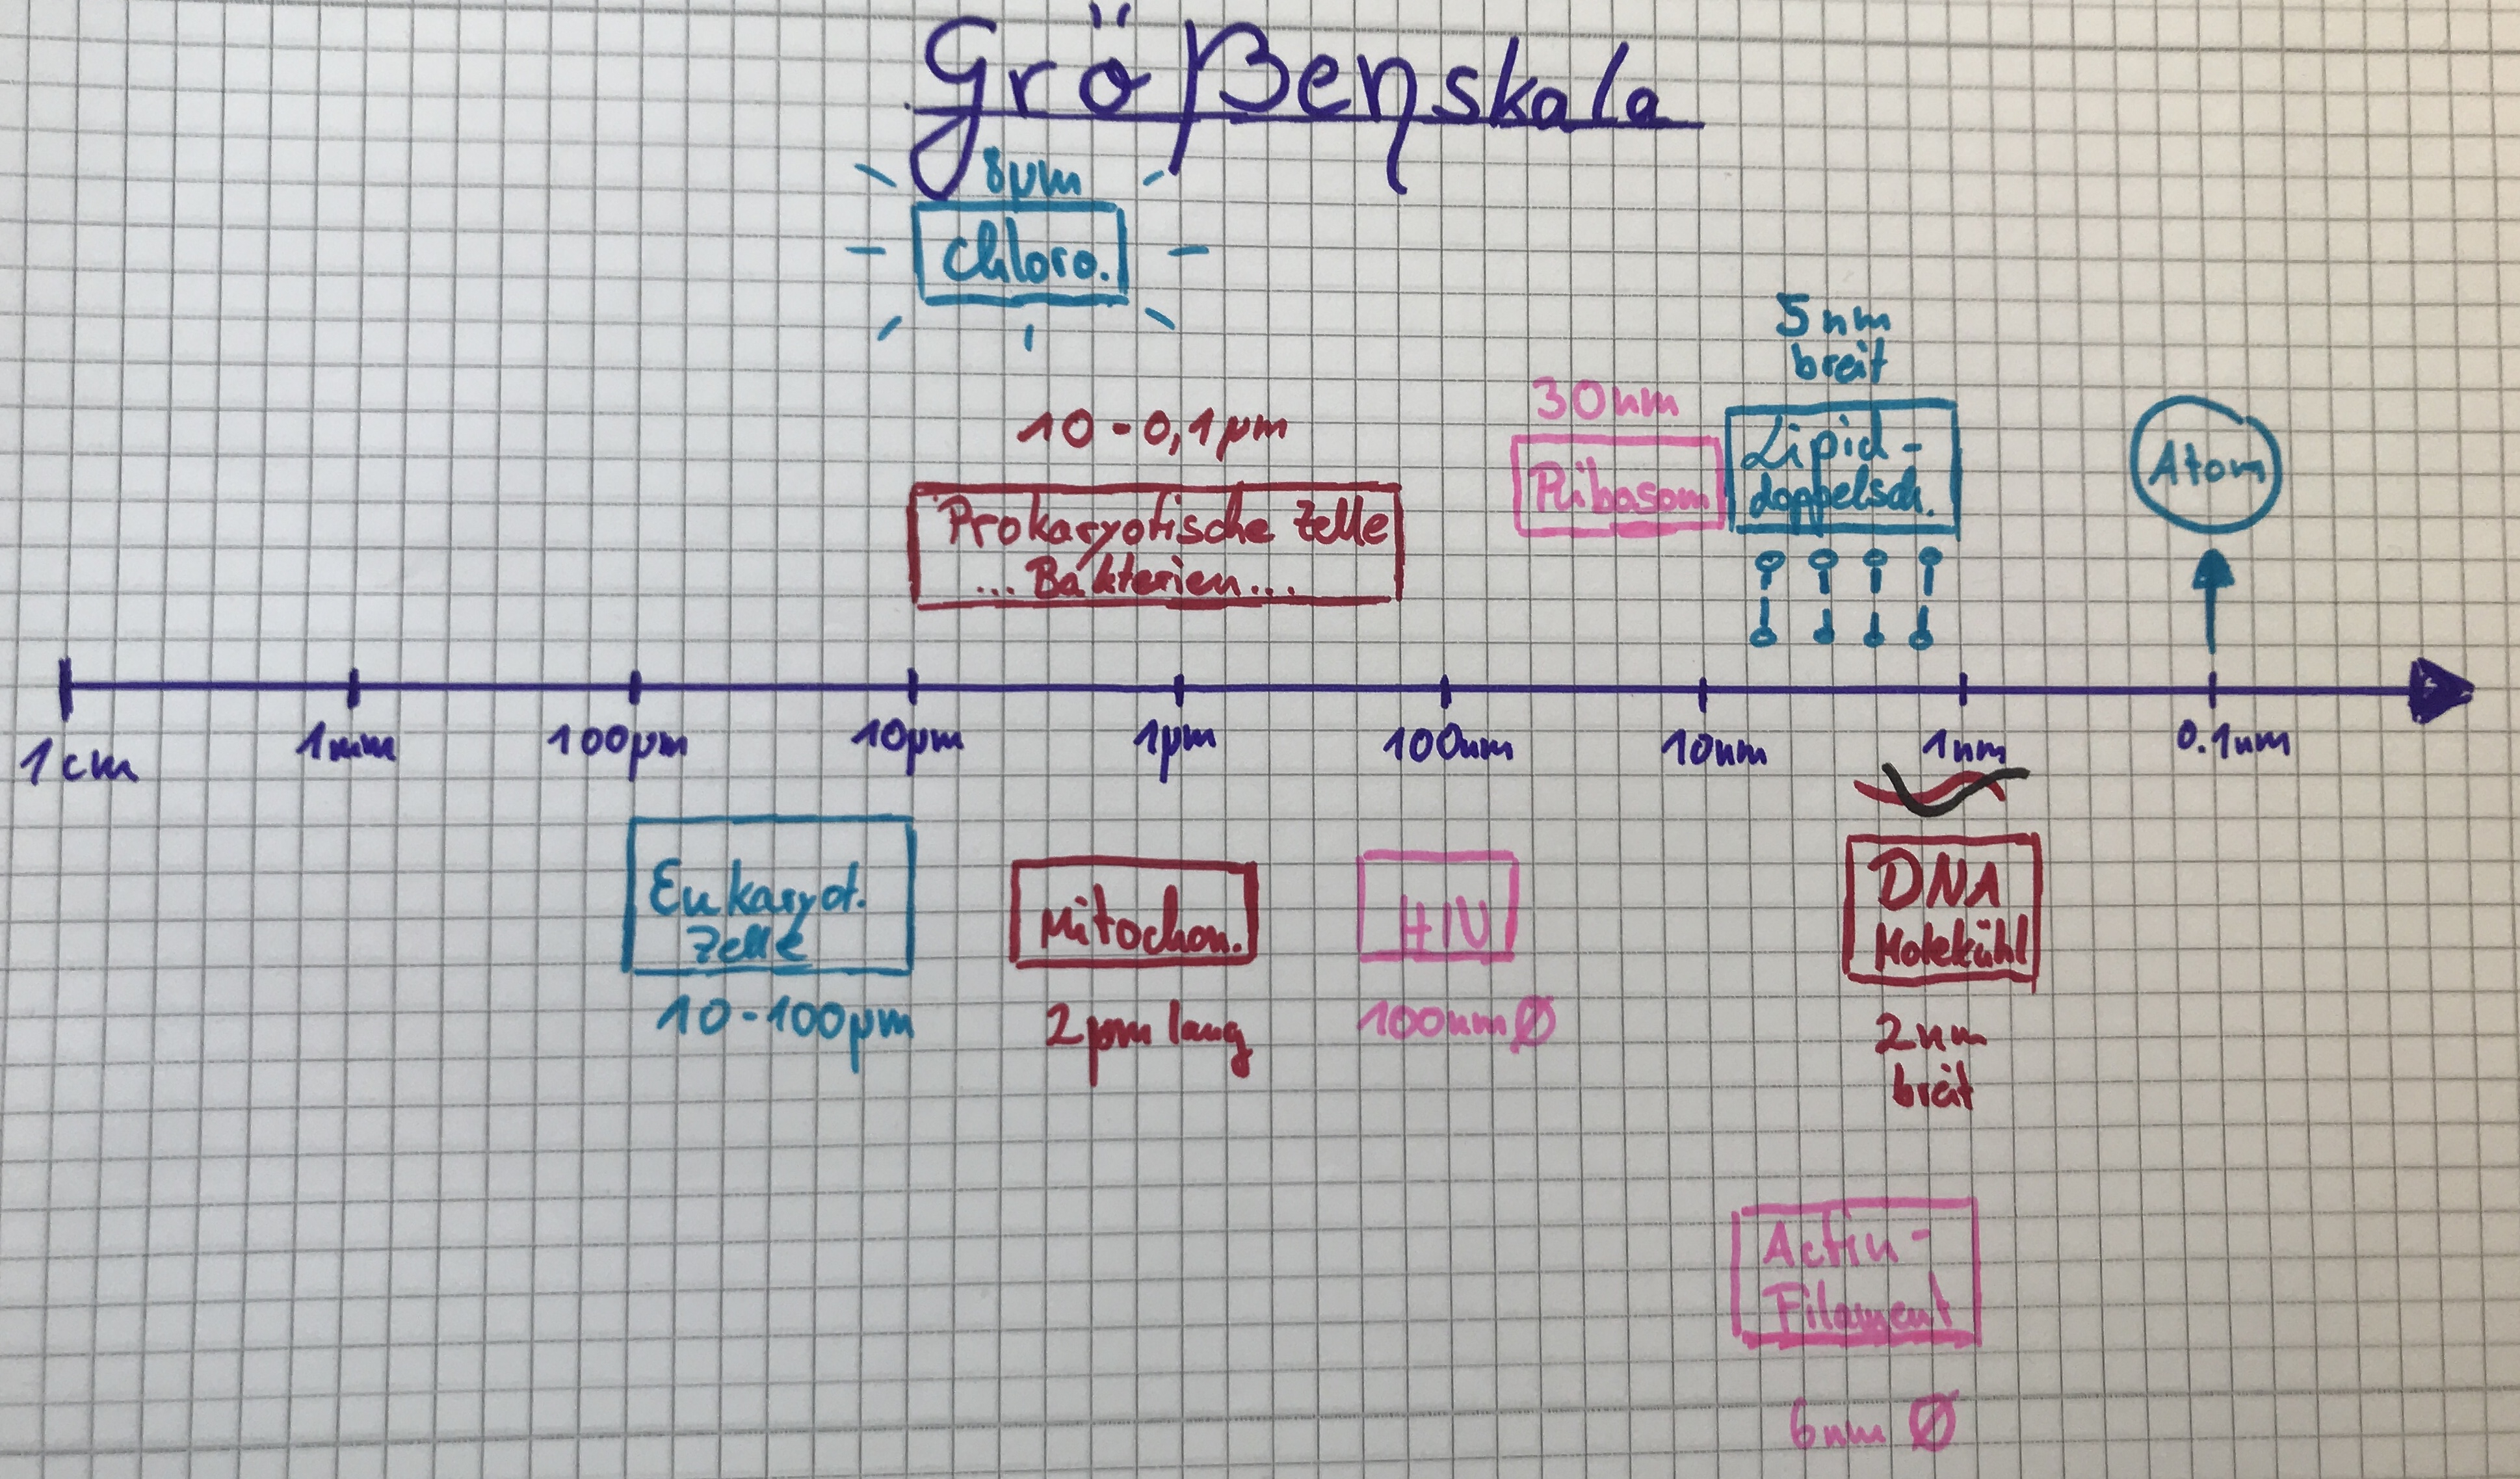 Größenskala
8µm
Chloro.
5nm
breit
30nm
10-0,1µm
Lipid-
doppelsch.
Ribosom
Atom
Prokaryotische Zelle
... Bakterien...
1cm
1mm
100µm
10µm
1µm
100nm
10nm
1nm
0.1nm
Eukaryot.
Zelle
10-100µm
Mitochon.
2µm lang
HIV
100nm Ø
DNA
Molekühl
2nm
breit
Actin-
Filament
6nm Ø